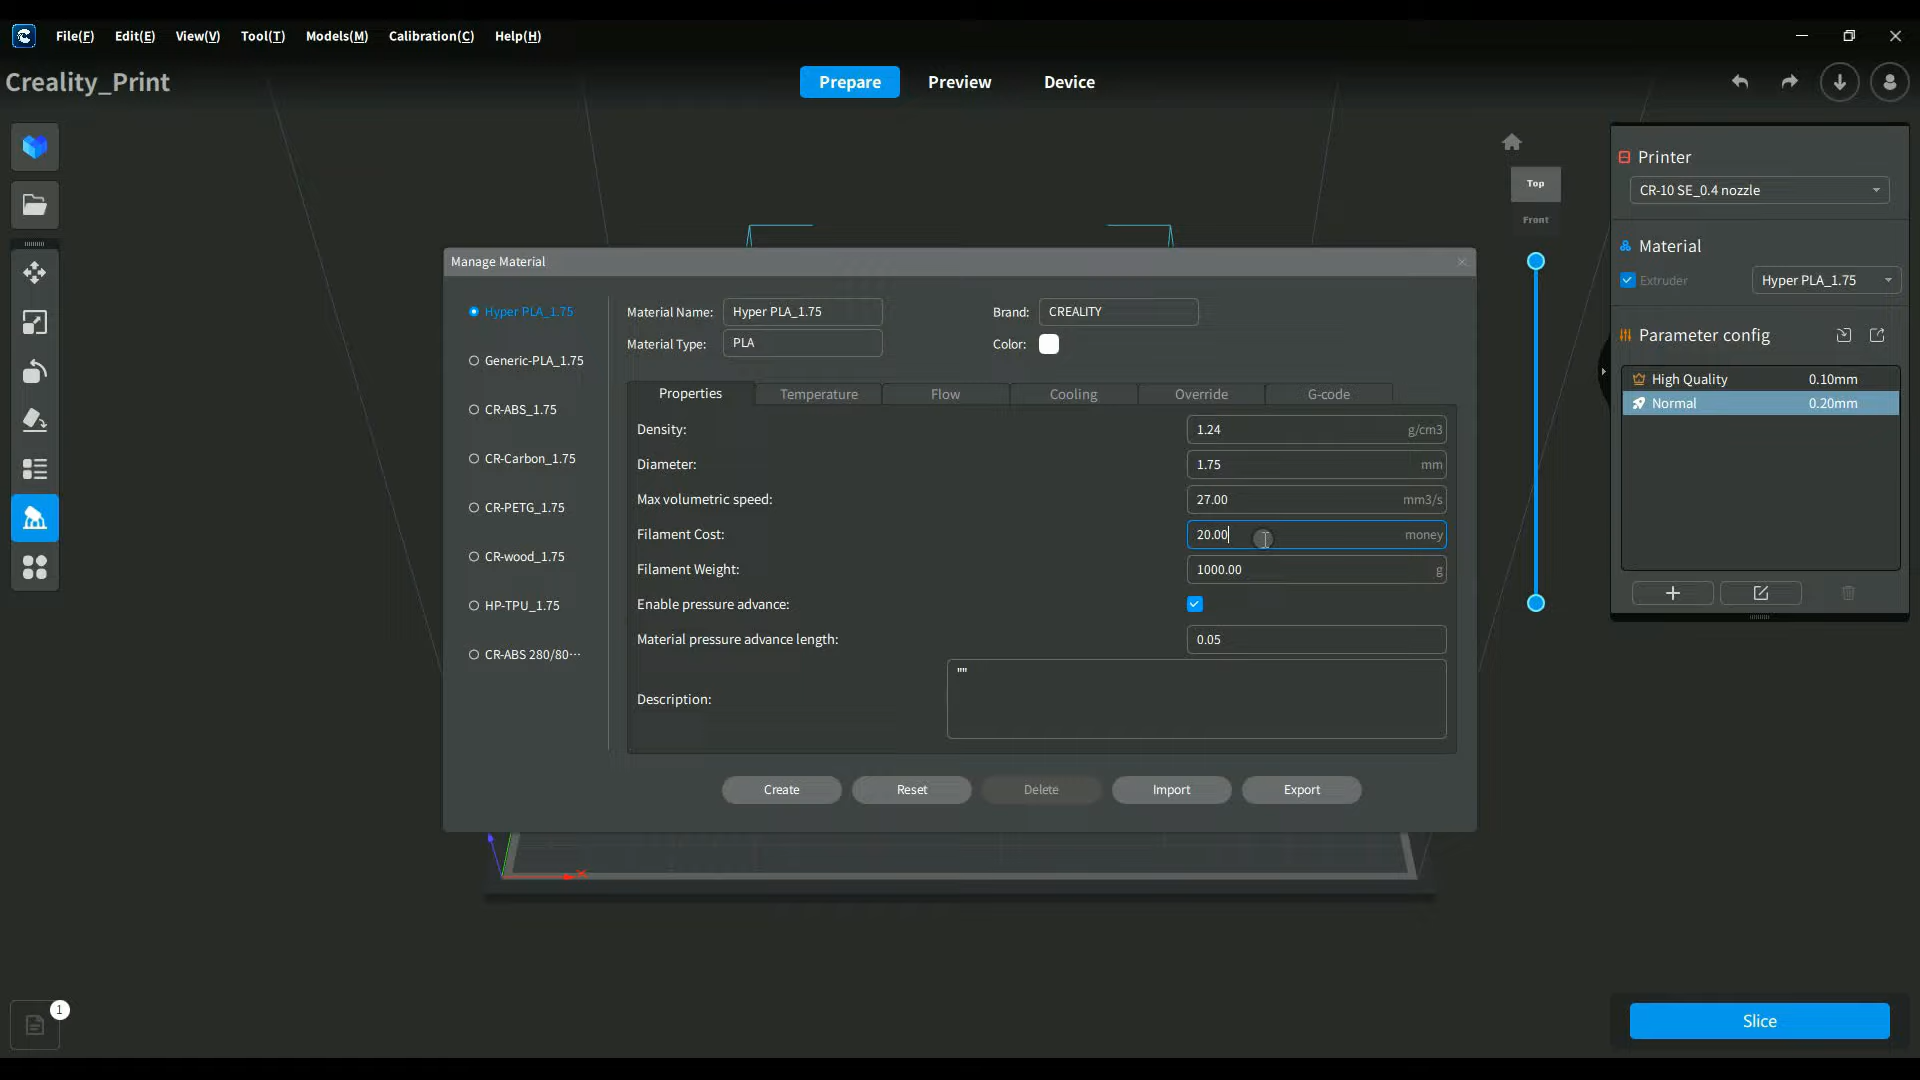 File(F) Edit(E) View(V) Tool(T) Models(M) Calibration(C) Help(H)
Creality_Print
Prepare Preview Device
Top
Front
Printer
CR-10 SE_0.4 nozzle
Material
Extruder Hyper PLA_1.75
Parameter config
High Quality 0.10mm
Normal 0.20mm
Manage Material
Hyper PLA_1.75
Generic-PLA_1.75
CR-ABS_1.75
CR-Carbon_1.75
CR-PETG_1.75
CR-wood_1.75
HP-TPU_1.75
CR-ABS 280/80···
Material Name: Hyper PLA_1.75 Brand: CREALITY
Material Type: PLA Color:
Properties Temperature Flow Cooling Override G-code
Density: 1.24 g/cm3
Diameter: 1.75 mm
Max volumetric speed: 27.00 mm3/s
Filament Cost: 20.00 money
Filament Weight: 1000.00 g
Enable pressure advance:
Material pressure advance length: 0.05
Description: ""
Create Reset Delete Import Export
1
Slice